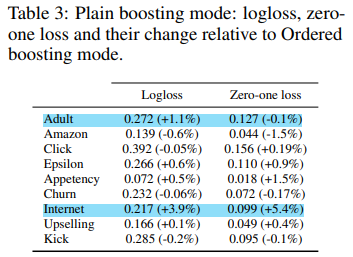 Table 3: Plain boosting mode: logloss, zero-
one loss and their change relative to Ordered
boosting mode.
Logloss Zero-one loss
Adult 0.272 (+1.1%) 0.127 (-0.1%)
Amazon 0.139 (-0.6%) 0.044 (-1.5%)
Click 0.392 (-0.05%) 0.156 (+0.19%)
Epsilon 0.266 (+0.6%) 0.110 (+0.9%)
Appetency 0.072 (+0.5%) 0.018 (+1.5%)
Churn 0.232 (-0.06%) 0.072 (-0.17%)
Internet 0.217 (+3.9%) 0.099 (+5.4%)
Upselling 0.166 (+0.1%) 0.049 (+0.4%)
Kick 0.285 (-0.2%) 0.095 (-0.1%)